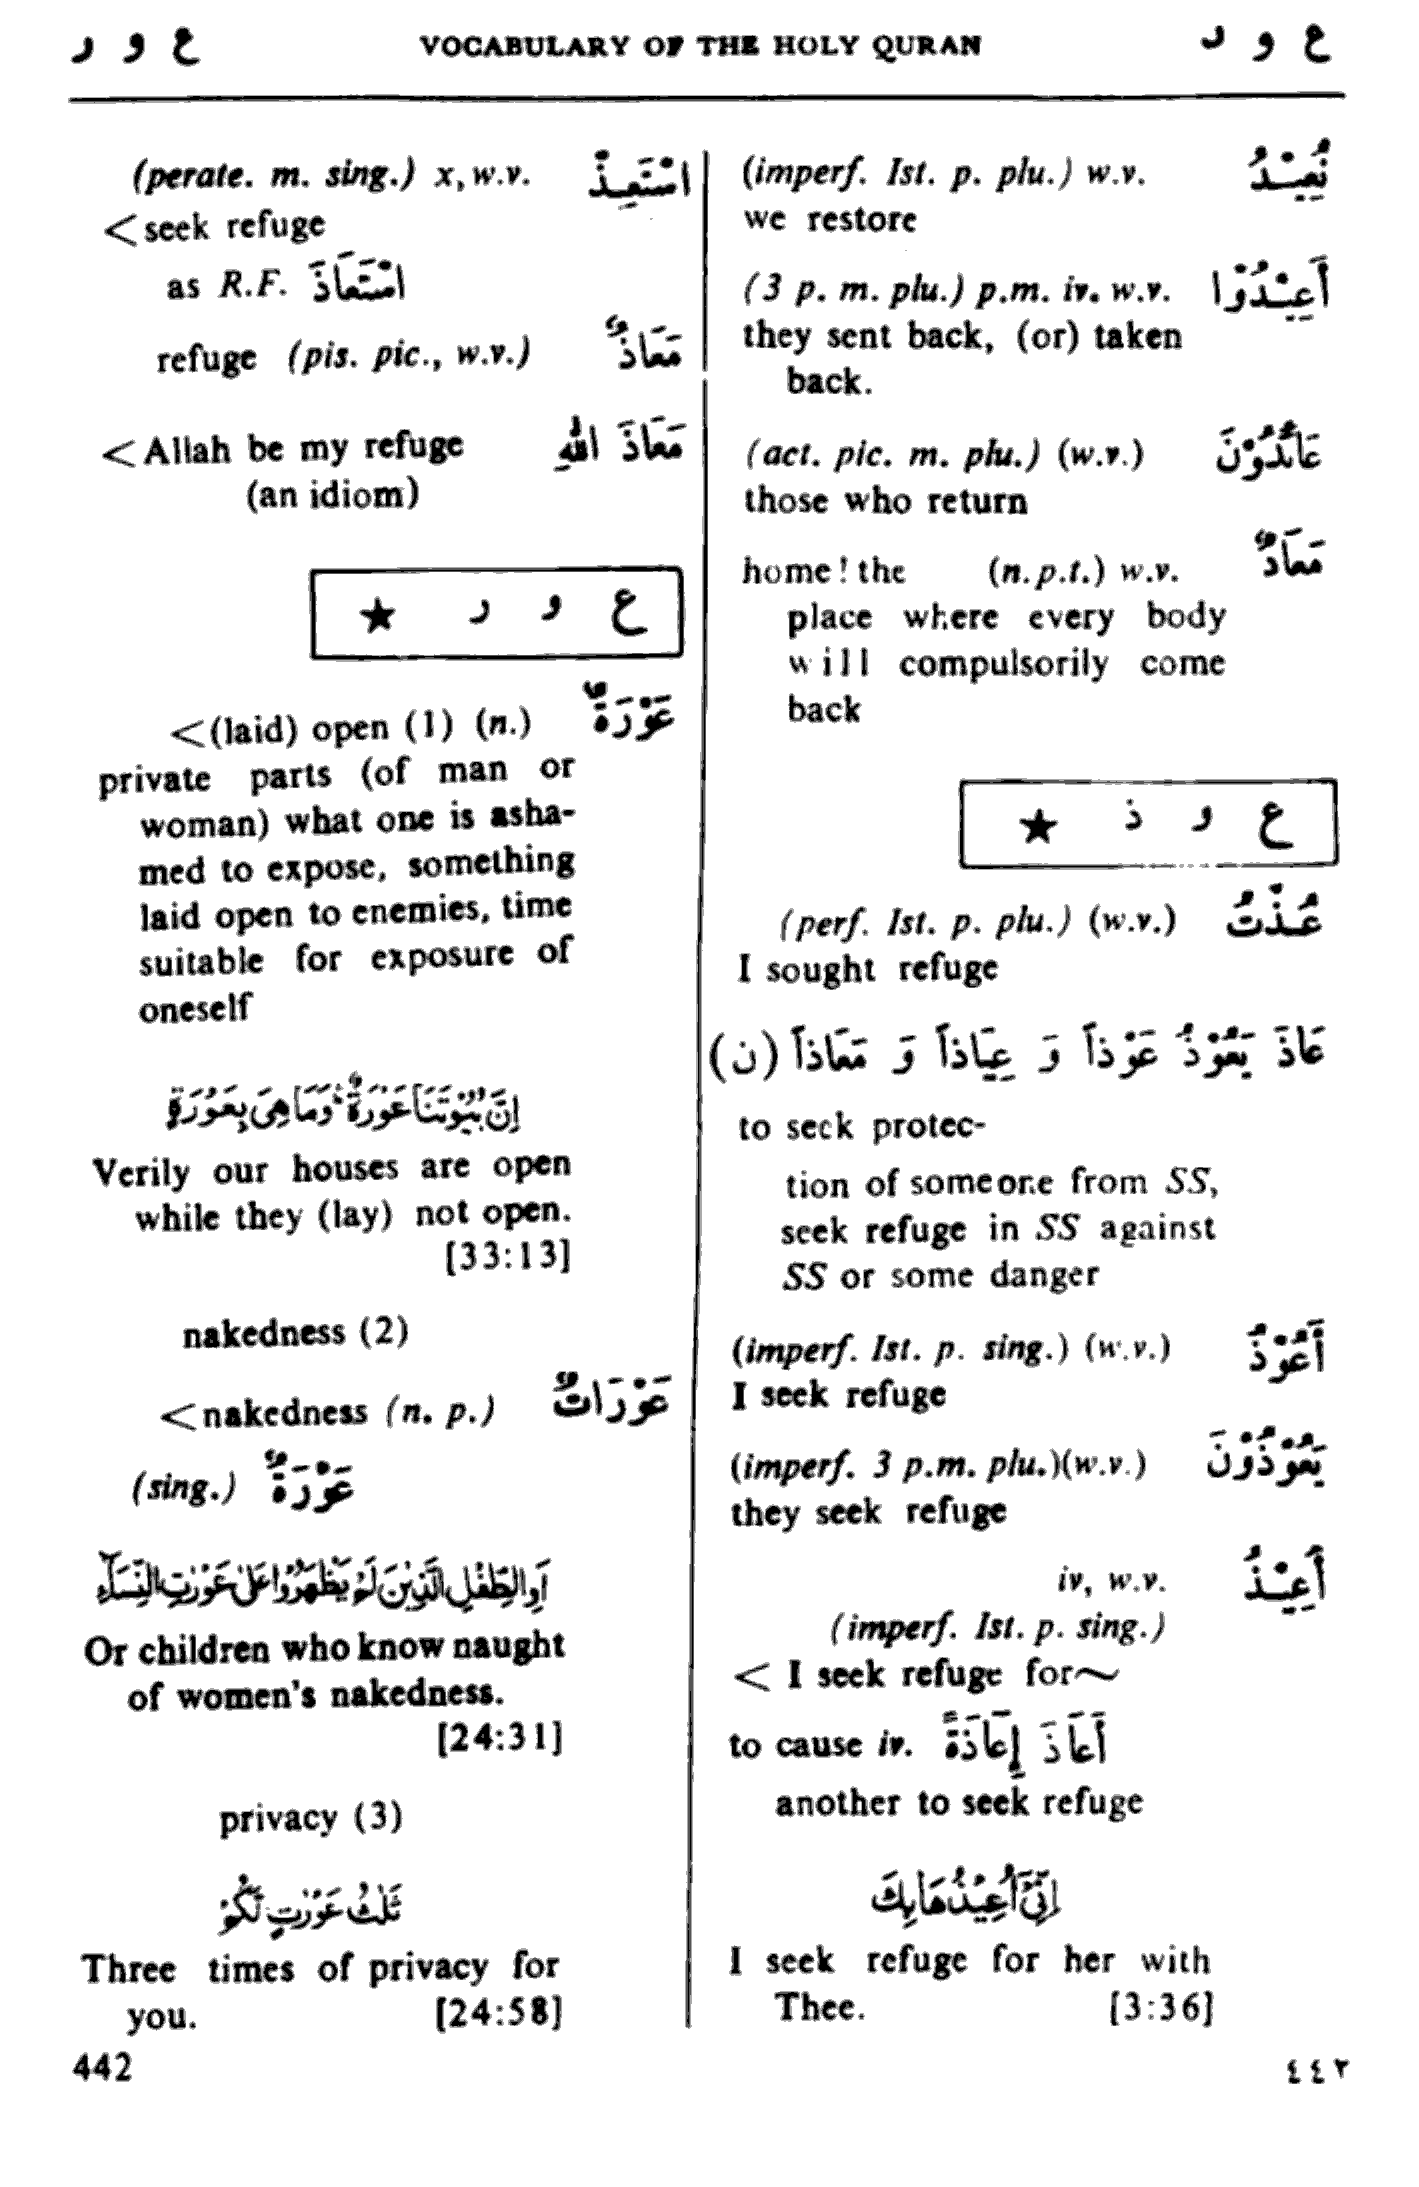 ع و ر VOCABULARY OF THE HOLY QURAN ع و ر
(imperf. Ist. p. plu.) w.v. نُعِيْدُ
we restore
(3 p. m. plu.) p.m. iv. w.v. أُعِيْدُوْا
they sent back, (or) taken
back.
(act. pic. m. plu.) (w.v.) عَائِدُوْنَ
those who return
home! the (n.p.t.) w.v. مَعَادٌ
place where every body
will compulsorily come
back
★ ع و ذ
(perf. Ist. p. plu.) (w.v.) عُذْتُ
I sought refuge
عَاذَ يَعُوْذُ عَوْذاً وَ عِيَاذاً وَ مَعَاذاً (ن)
to seek protec-
tion of someone from SS,
seek refuge in SS against
SS or some danger
(imperf. Ist. p. sing.) (w.v.) أَعُوْذُ
I seek refuge
(imperf. 3 p.m. plu.)(w.v.) يَعُوْذُوْنَ
they seek refuge
iv, w.v. أُعِيْذُ
(imperf. Ist. p. sing.)
< I seek refuge for~
to cause iv. أَعَاذَ إِعَاذَةً
another to seek refuge
اِنِّىْٓ اُعِيْذُهَا بِكَ
I seek refuge for her with
Thee. [3:36]
(perate. m. sing.) x, w.v. اسْتَعِذْ
<seek refuge
as R.F. اسْتَعَاذَ
refuge (pis. pic., w.v.) مَعَاذٌ
<Allah be my refuge مَعَاذَ اللهِ
(an idiom)
★ ع و ر
<(laid) open (1) (n.) عَوْرَةٌ
private parts (of man or
woman) what one is asha-
med to expose, something
laid open to enemies, time
suitable for exposure of
oneself
اِنَّ بُيُوْتَنَا عَوْرَةٌ ۛ وَمَا هِىَ بِعَوْرَةٍ
Verily our houses are open
while they (lay) not open.
[33:13]
nakedness (2)
<nakedness (n. p.) عَوْرَاتٌ
(sing.) عَوْرَةٌ
اَوِ الطِّفْلِ الَّذِيْنَ لَمْ يَظْهَرُوْا عَلٰى عَوْرٰتِ النِّسَآءِ
Or children who know naught
of women's nakedness.
[24:31]
privacy (3)
ثَلٰثُ عَوْرٰتٍ لَّكُمْ
Three times of privacy for
you. [24:58]
442 ٤٤٢